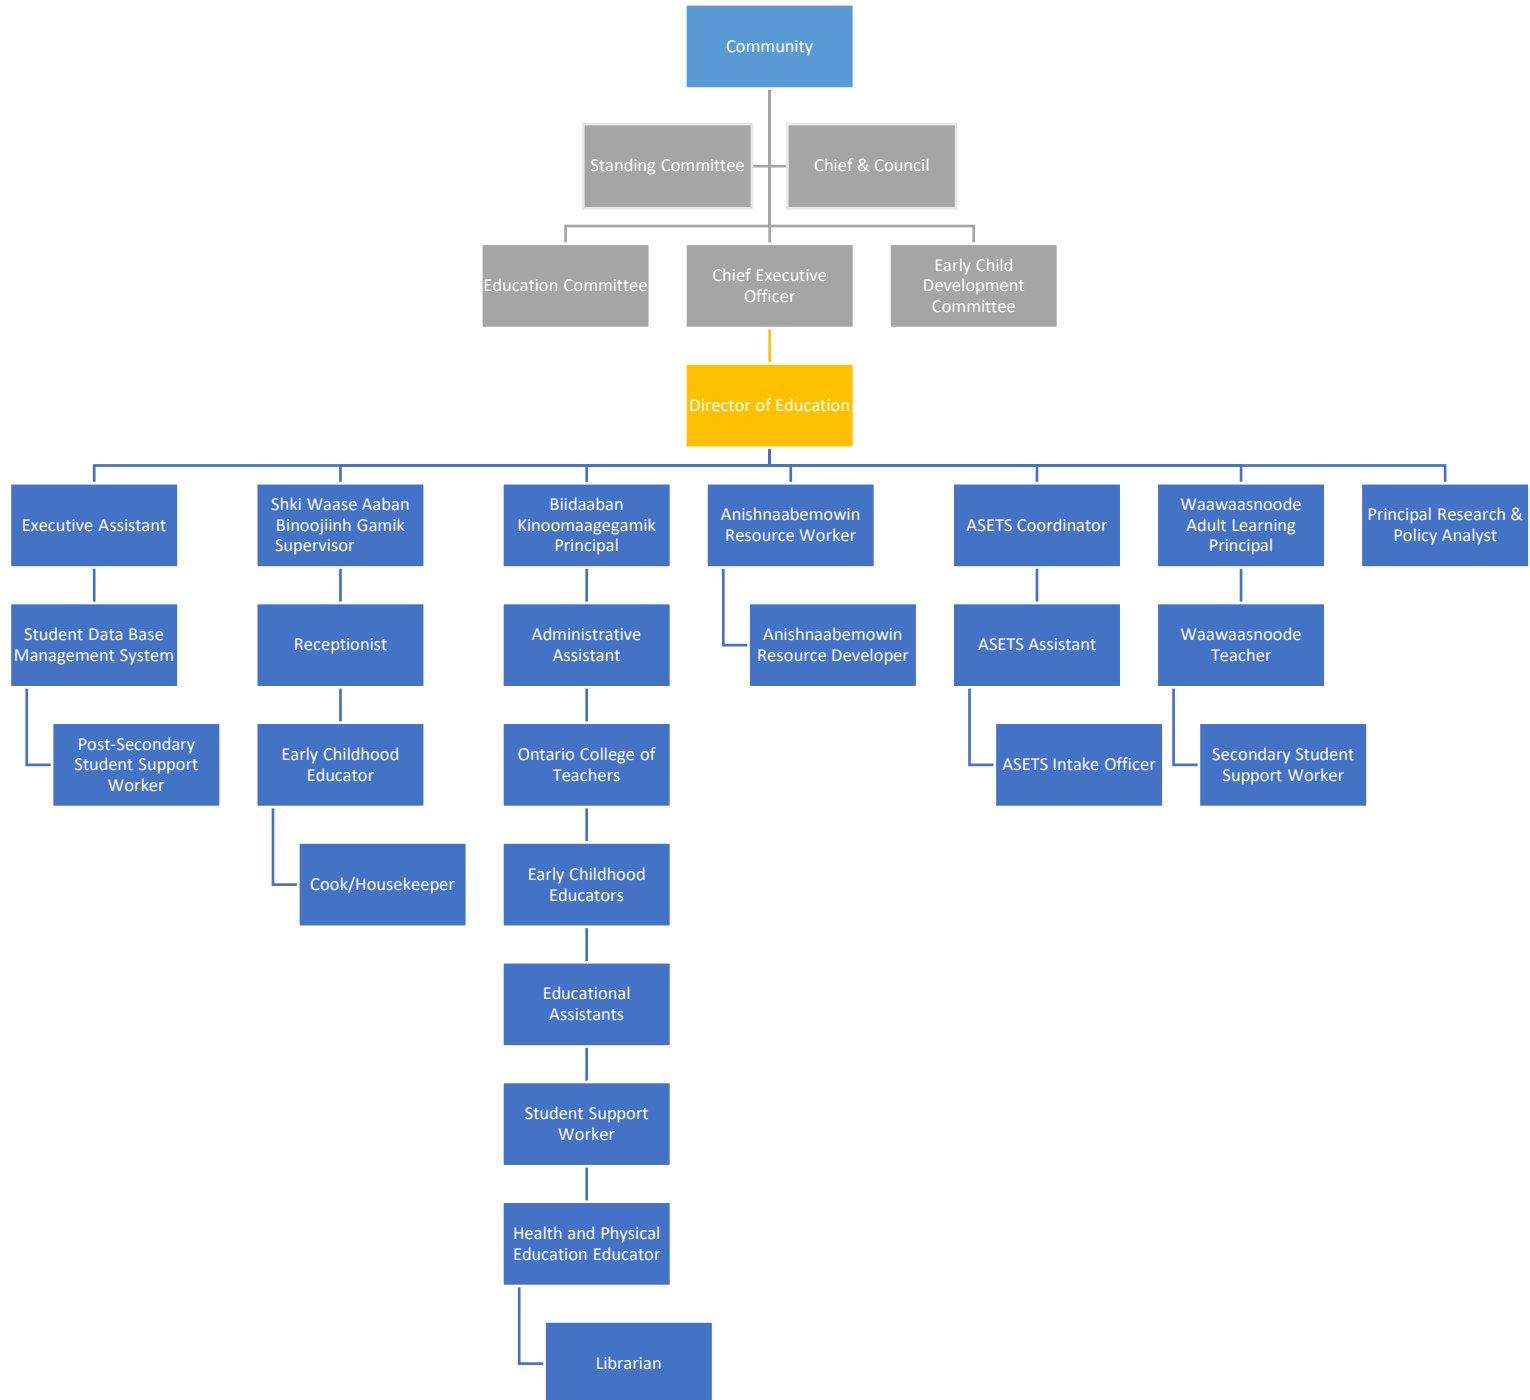 Community
Standing Committee
Chief & Council
Education Committee
Chief Executive
Officer
Early Child
Development
Committee
Director of Education
Executive Assistant
Shki Waase Aaban
Binoojiinh Gamik
Supervisor
Biidaaban
Kinoomaagegamik
Principal
Anishnaabemowin
Resource Worker
ASETS Coordinator
Waawaasnoode
Adult Learning
Principal
Principal Research &
Policy Analyst
Student Data Base
Management System
Receptionist
Administrative
Assistant
Anishnaabemowin
Resource Developer
ASETS Assistant
Waawaasnoode
Teacher
Post-Secondary
Student Support
Worker
Early Childhood
Educator
Ontario College of
Teachers
ASETS Intake Officer
Secondary Student
Support Worker
Cook/Housekeeper
Early Childhood
Educators
Educational
Assistants
Student Support
Worker
Health and Physical
Education Educator
Librarian